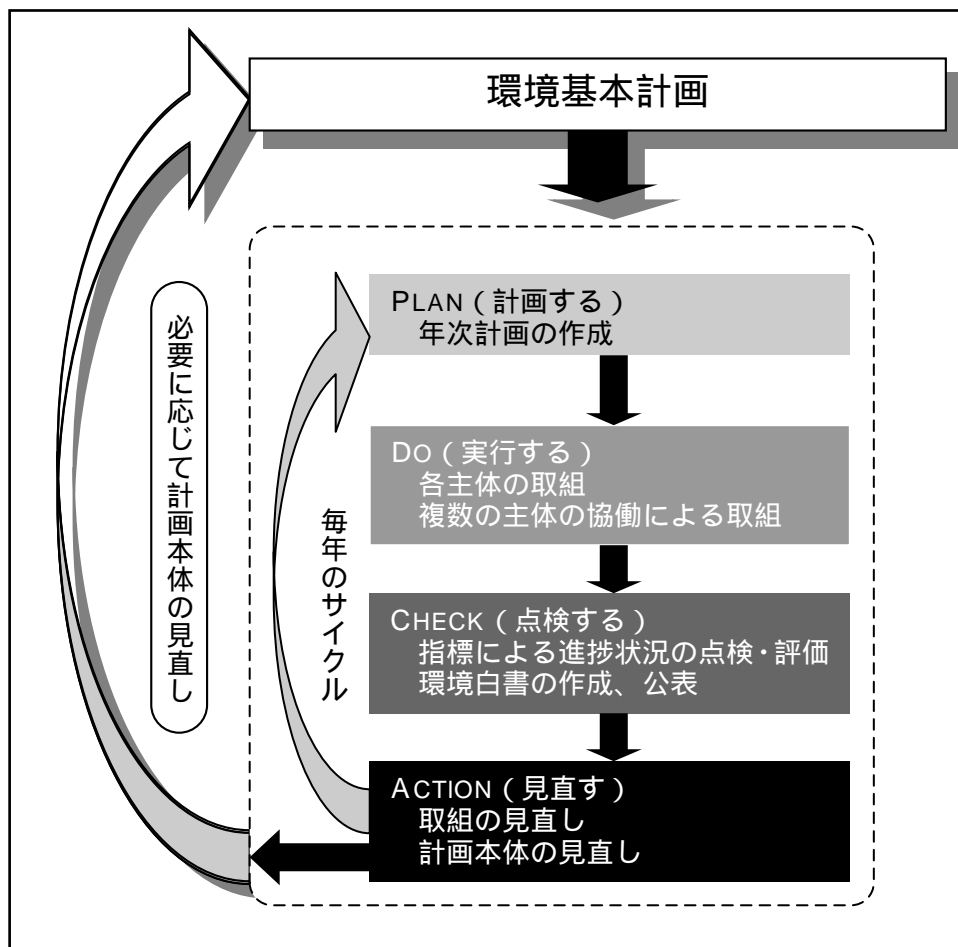 環境基本計画
PLAN（計画する）
年次計画の作成
DO（実行する）
各主体の取組
複数の主体の協働による取組
CHECK（点検する）
指標による進捗状況の点検・評価
環境白書の作成、公表
ACTION（見直す）
取組の見直し
計画本体の見直し
毎年のサイクル
必要に応じて計画本体の見直し